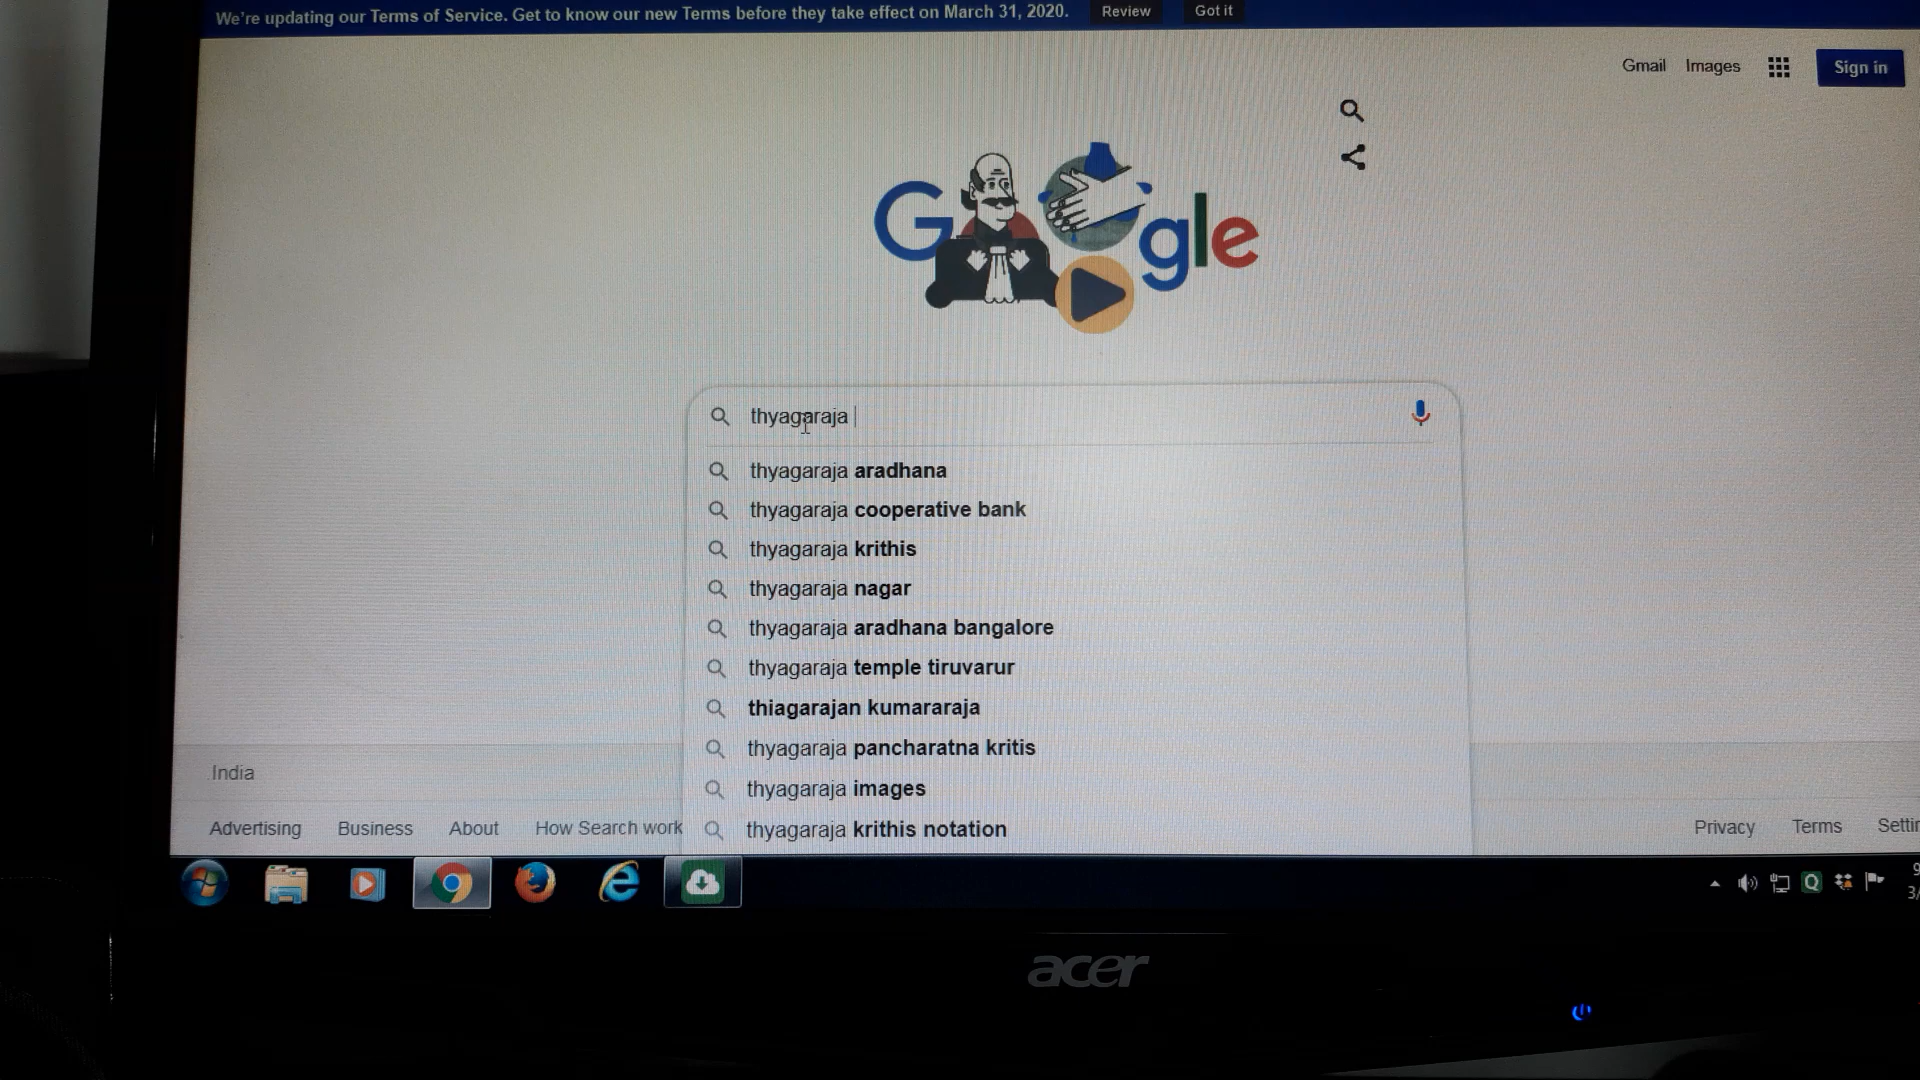 We're updating our Terms of Service. Get to know our new Terms before they take effect on March 31, 2020. Review Got it
Gmail Images Sign in
Google
thyagaraja
thyagaraja aradhana
thyagaraja cooperative bank
thyagaraja krithis
thyagaraja nagar
thyagaraja aradhana bangalore
thyagaraja temple tiruvarur
thiagarajan kumararaja
thyagaraja pancharatna kritis
thyagaraja images
thyagaraja krithis notation
India
Advertising Business About How Search work
Privacy Terms Settin
acer